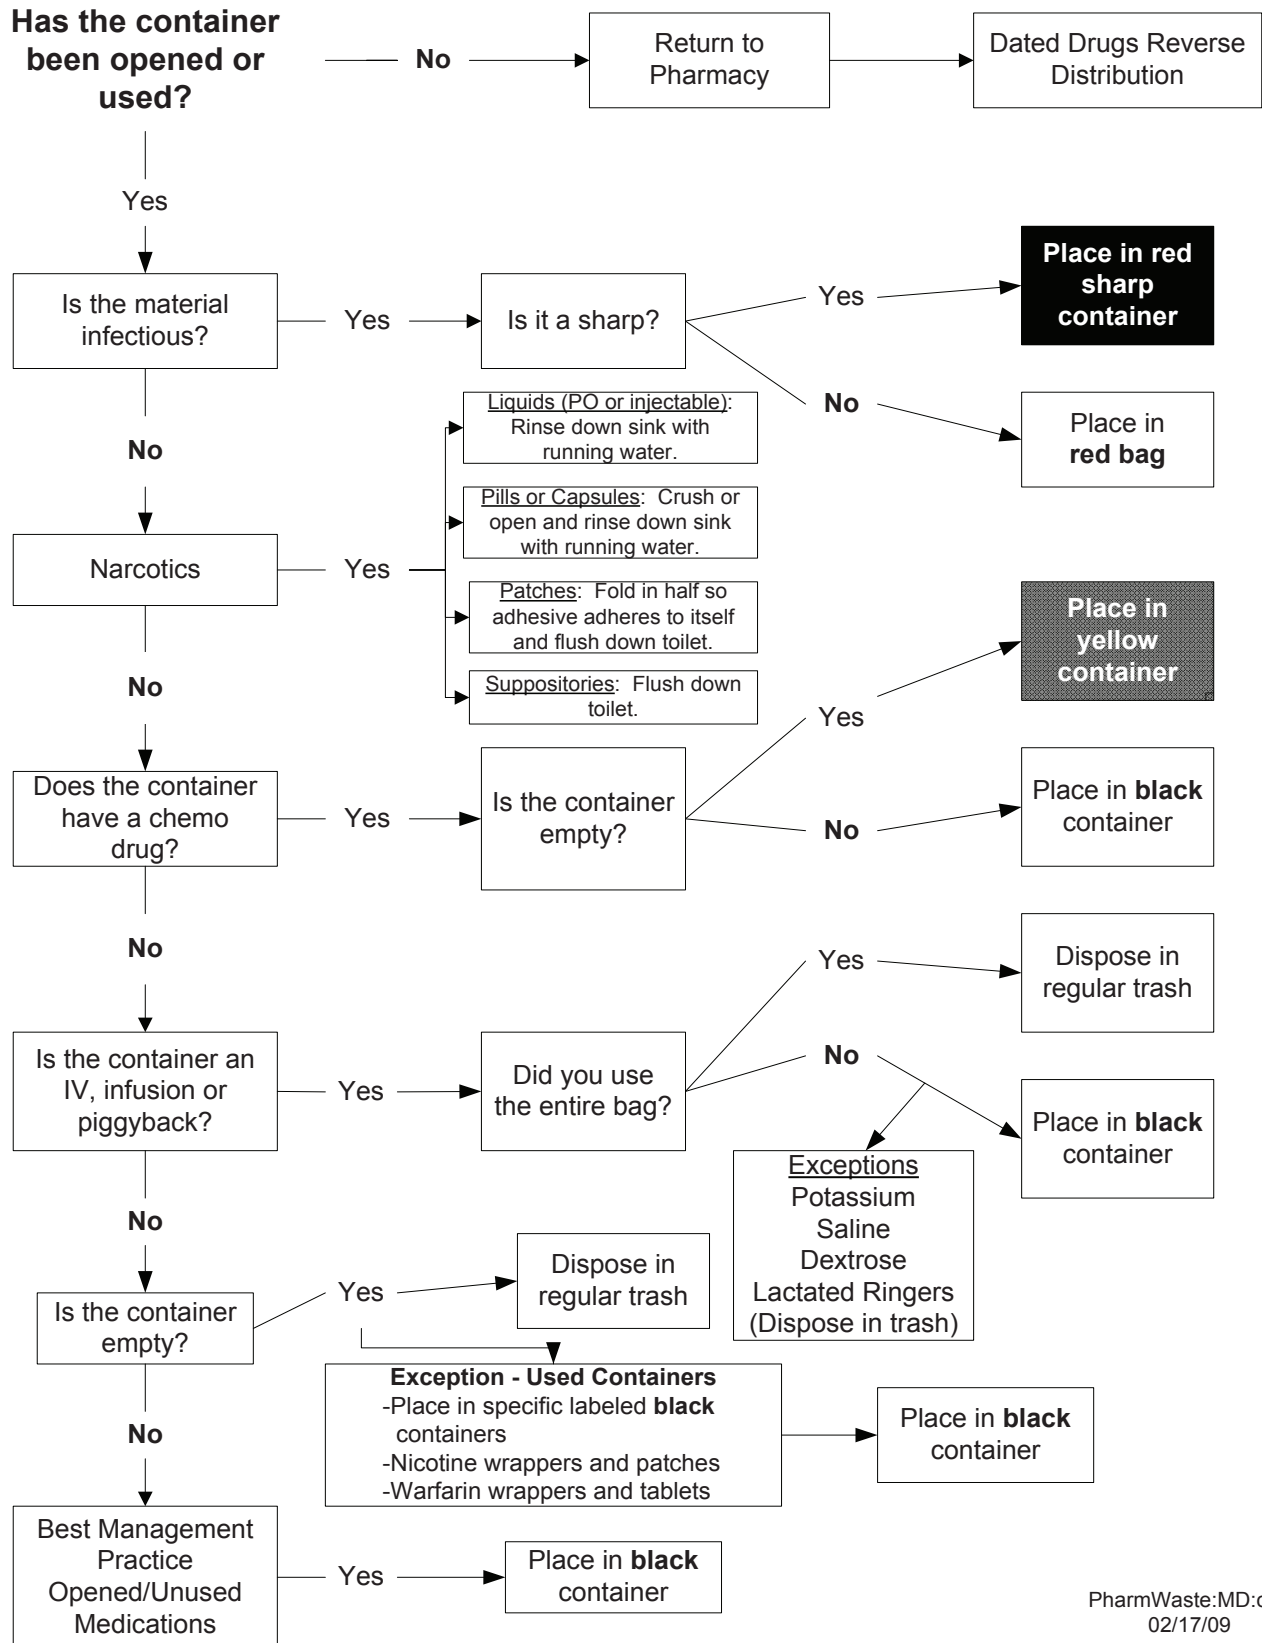 Has the container
been opened or
used?
No
Return to
Pharmacy
Dated Drugs Reverse
Distribution
Yes
Is the material
infectious?
Yes
Is it a sharp?
Yes
Place in red
sharp
container
No
Place in
red bag
No
Narcotics
Yes
Liquids (PO or injectable):
Rinse down sink with
running water.
Pills or Capsules: Crush or
open and rinse down sink
with running water.
Patches: Fold in half so
adhesive adheres to itself
and flush down toilet.
Suppositories: Flush down
toilet.
No
Does the container
have a chemo
drug?
Yes
Is the container
empty?
Yes
Place in
yellow
container
No
Place in black
container
No
Is the container an
IV, infusion or
piggyback?
Yes
Did you use
the entire bag?
Yes
Dispose in
regular trash
No
Place in black
container
Exceptions
Potassium
Saline
Dextrose
Lactated Ringers
(Dispose in trash)
No
Is the container
empty?
Yes
Dispose in
regular trash
Exception - Used Containers
-Place in specific labeled black
containers
-Nicotine wrappers and patches
-Warfarin wrappers and tablets
Place in black
container
No
Best Management
Practice
Opened/Unused
Medications
Yes
Place in black
container
PharmWaste:MD:c
02/17/09